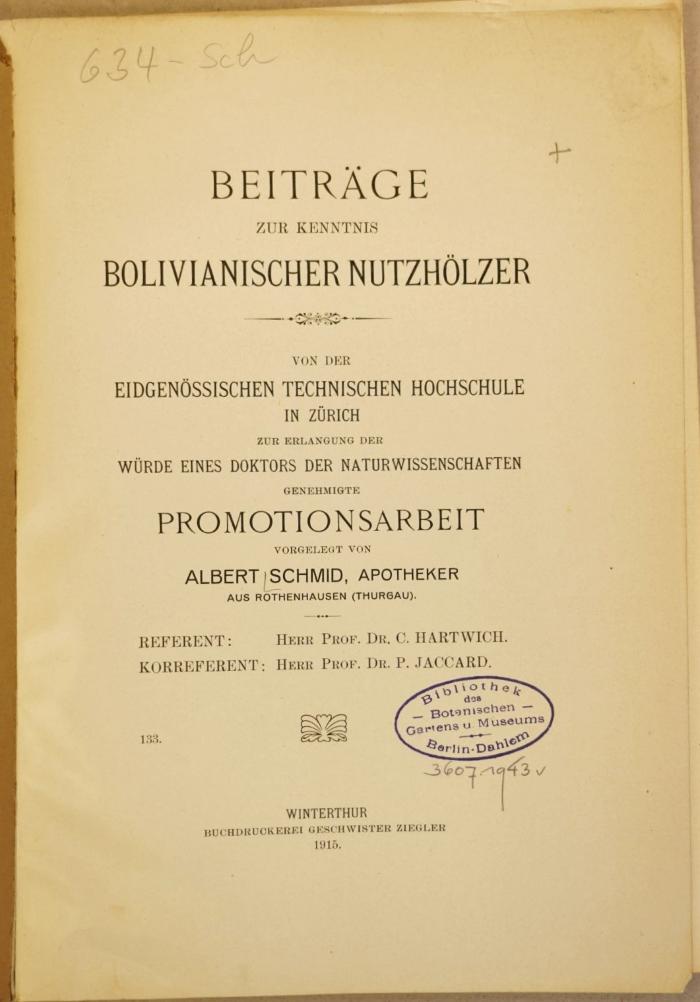 634 - Sch
+
BEITRÄGE
ZUR KENNTNIS
BOLIVIANISCHER NUTZHÖLZER
VON DER
EIDGENÖSSISCHEN TECHNISCHEN HOCHSCHULE
IN ZÜRICH
ZUR ERLANGUNG DER
WÜRDE EINES DOKTORS DER NATURWISSENSCHAFTEN
GENEHMIGTE
PROMOTIONSARBEIT
VORGELEGT VON
ALBERT SCHMID, APOTHEKER
AUS ROTHENHAUSEN (THURGAU).
REFERENT: HERR PROF. DR. C. HARTWICH.
KORREFERENT: HERR PROF. DR. P. JACCARD.
Bibliothek
des
— Botanischen —
Gartens u. Museums
Berlin-Dahlem
133.
3607.1943 v
WINTERTHUR
BUCHDRUCKEREI GESCHWISTER ZIEGLER
1915.